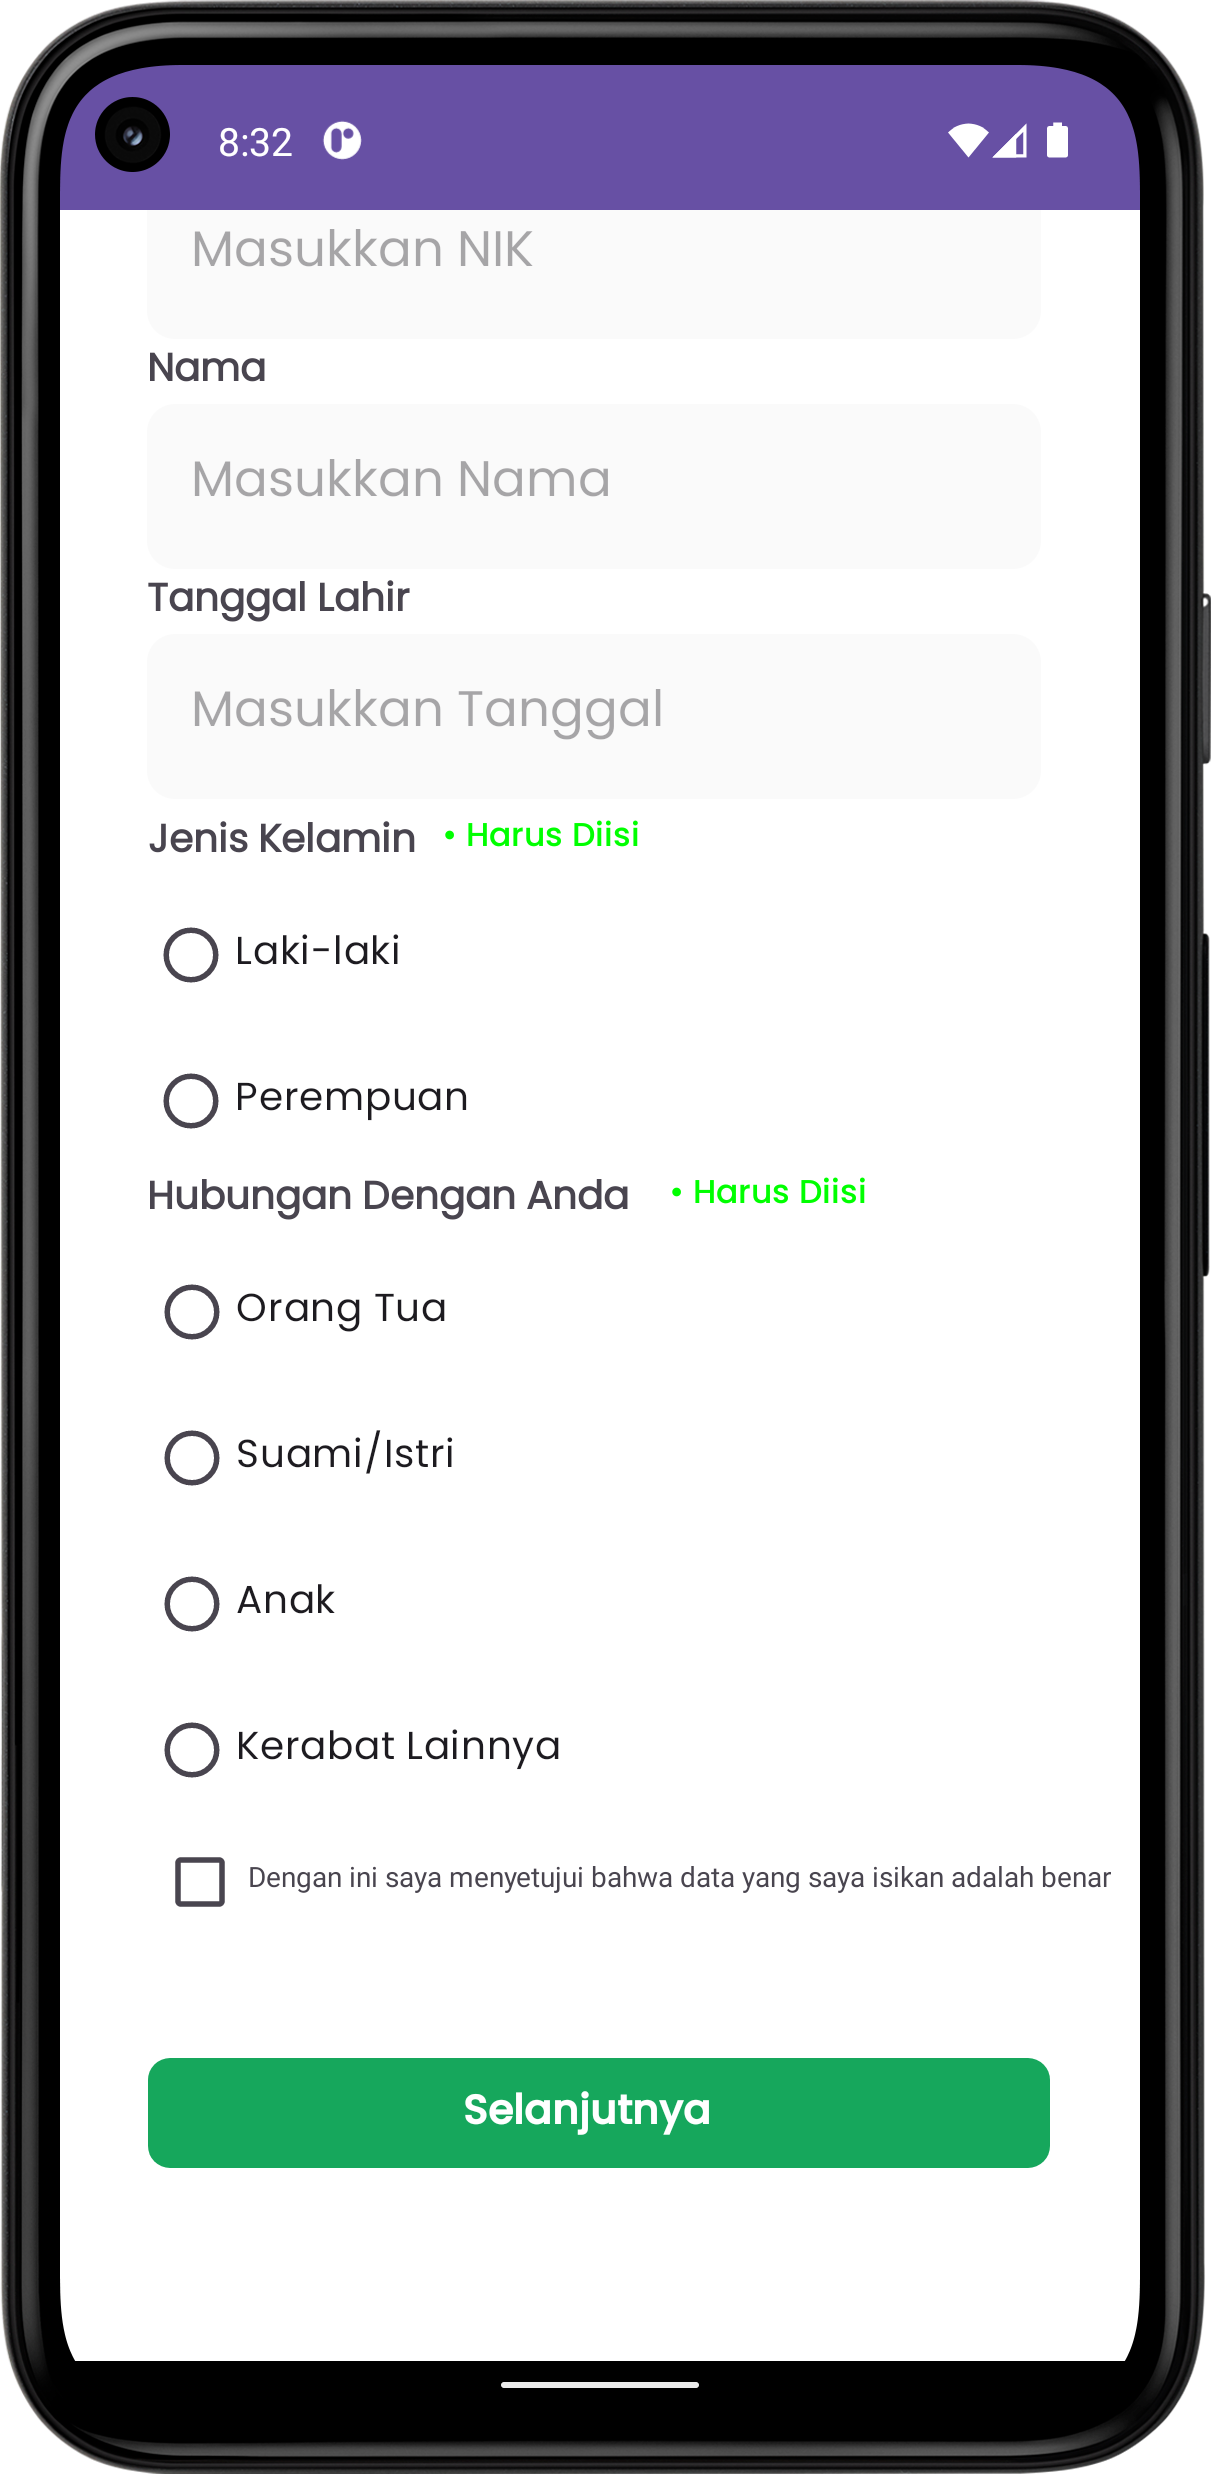 8:32
Masukkan NIK
Nama
Masukkan Nama
Tanggal Lahir
Masukkan Tanggal
Jenis Kelamin • Harus Diisi
Laki-laki
Perempuan
Hubungan Dengan Anda • Harus Diisi
Orang Tua
Suami/Istri
Anak
Kerabat Lainnya
Dengan ini saya menyetujui bahwa data yang saya isikan adalah benar
Selanjutnya